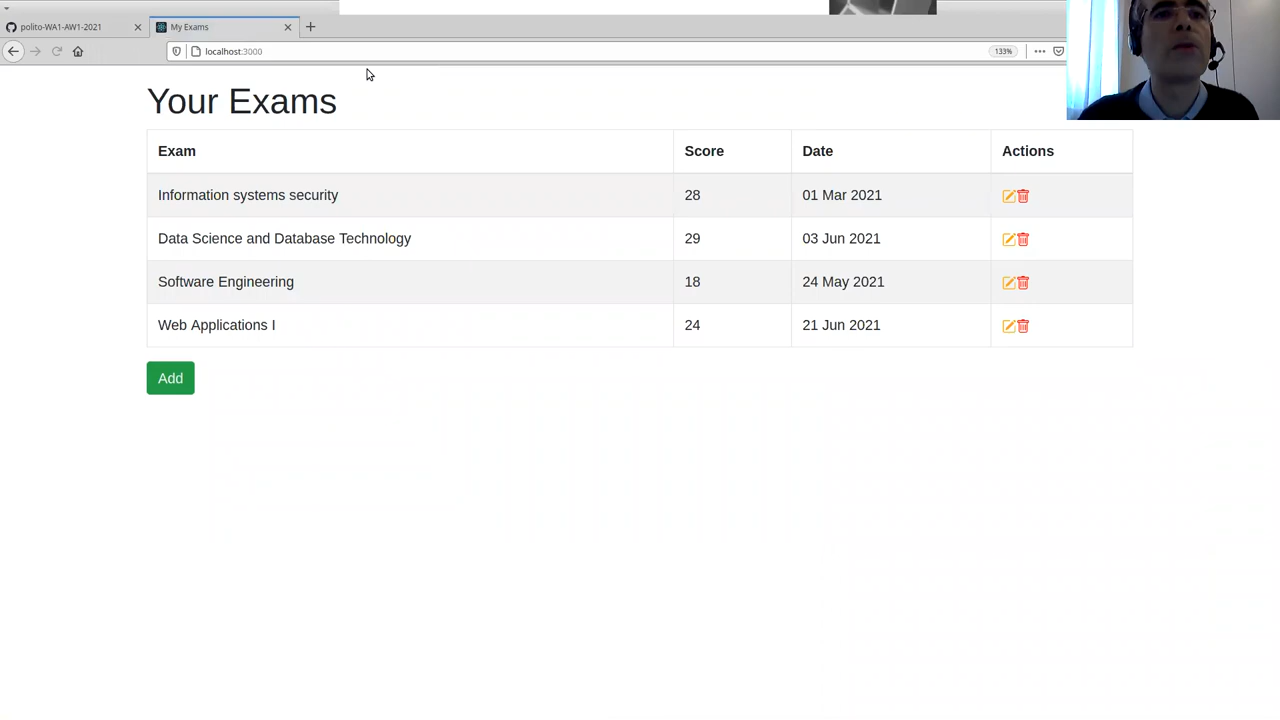 polito-WA1-AW1-2021
My Exams
localhost:3000
133%
Your Exams
Exam Score Date Actions
Information systems security 28 01 Mar 2021
Data Science and Database Technology 29 03 Jun 2021
Software Engineering 18 24 May 2021
Web Applications I 24 21 Jun 2021
Add